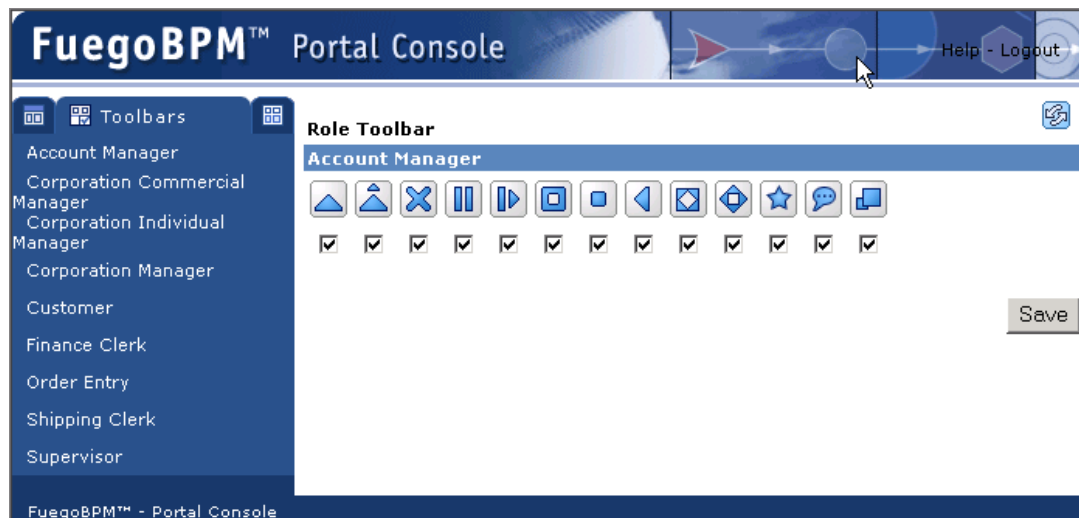 FuegoBPM™ Portal Console
Help - Logout
Toolbars
Account Manager
Corporation Commercial
Manager
Corporation Individual
Manager
Corporation Manager
Customer
Finance Clerk
Order Entry
Shipping Clerk
Supervisor
Role Toolbar
Account Manager
Save
FuegoBPM™ - Portal Console